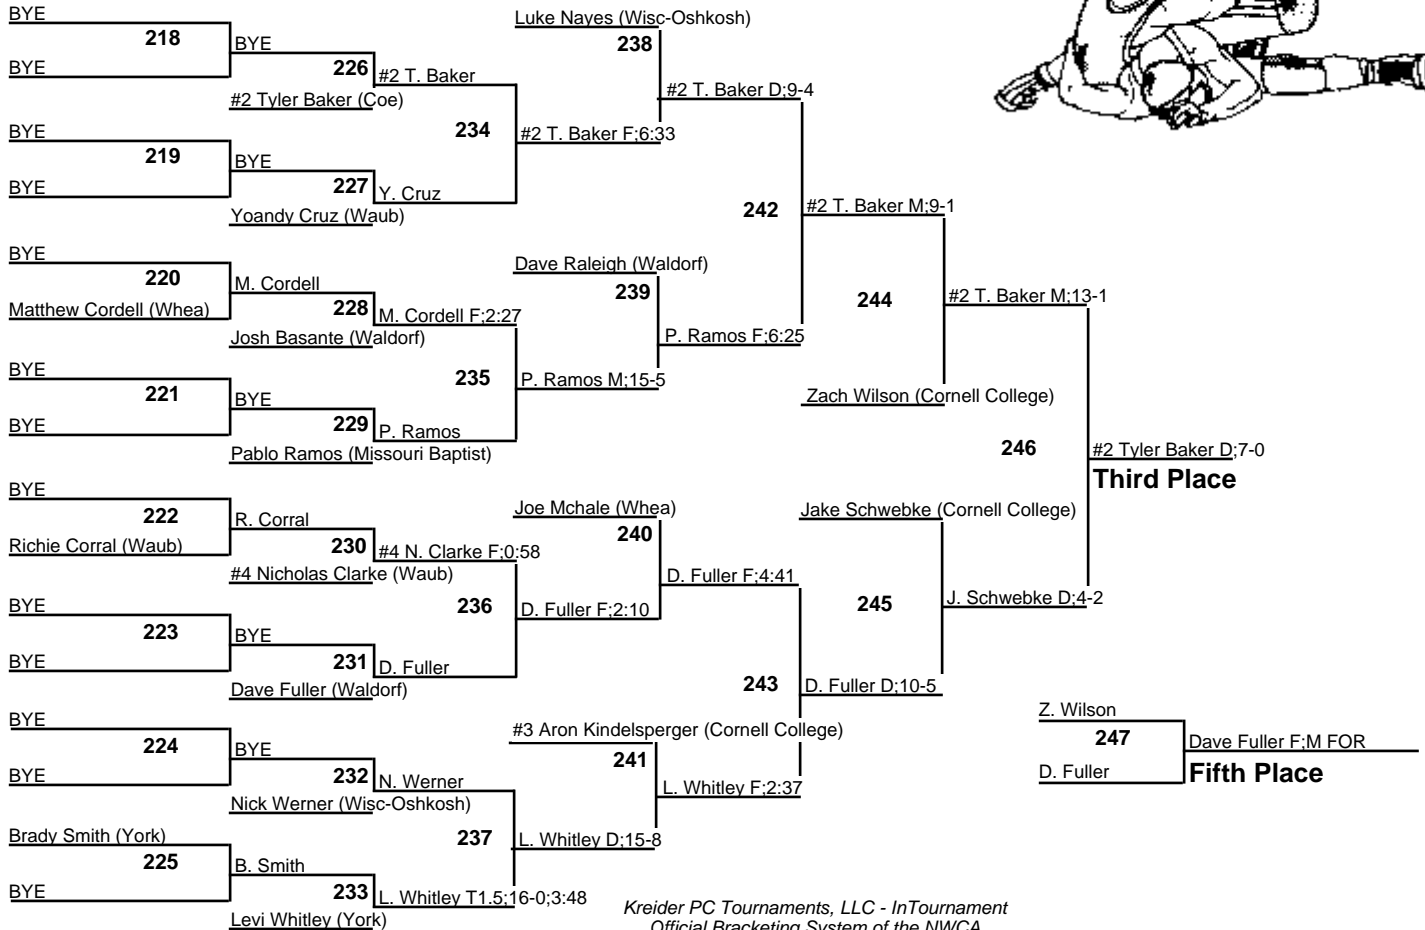 BYE
218
BYE
BYE
226
#2 T. Baker
#2 Tyler Baker (Coe)
234
#2 T. Baker F;6:33
BYE
219
BYE
BYE
227
Y. Cruz
Yoandy Cruz (Waub)
Luke Nayes (Wisc-Oshkosh)
238
#2 T. Baker D;9-4
242
#2 T. Baker M;9-1
BYE
220
Matthew Cordell (Whea)
M. Cordell
228
M. Cordell F;2:27
Josh Basante (Waldorf)
235
P. Ramos M;15-5
BYE
221
BYE
BYE
229
P. Ramos
Pablo Ramos (Missouri Baptist)
Dave Raleigh (Waldorf)
239
P. Ramos F;6:25
244
#2 T. Baker M;13-1
Zach Wilson (Cornell College)
246
#2 Tyler Baker D;7-0
Third Place
BYE
222
Richie Corral (Waub)
R. Corral
230
#4 N. Clarke F;0:58
#4 Nicholas Clarke (Waub)
236
D. Fuller F;2:10
BYE
223
BYE
BYE
231
D. Fuller
Dave Fuller (Waldorf)
Joe Mchale (Whea)
240
D. Fuller F;4:41
Jake Schwebke (Cornell College)
245
J. Schwebke D;4-2
243
D. Fuller D;10-5
BYE
224
BYE
BYE
232
N. Werner
Nick Werner (Wisc-Oshkosh)
237
L. Whitley D;15-8
Brady Smith (York)
225
BYE
B. Smith
233
L. Whitley T1.5;16-0;3:48
Levi Whitley (York)
#3 Aron Kindelsperger (Cornell College)
241
L. Whitley F;2:37
Z. Wilson
247
D. Fuller
Dave Fuller F;M FOR
Fifth Place
Kreider PC Tournaments, LLC - InTournament
Official Bracketing System of the NWCA